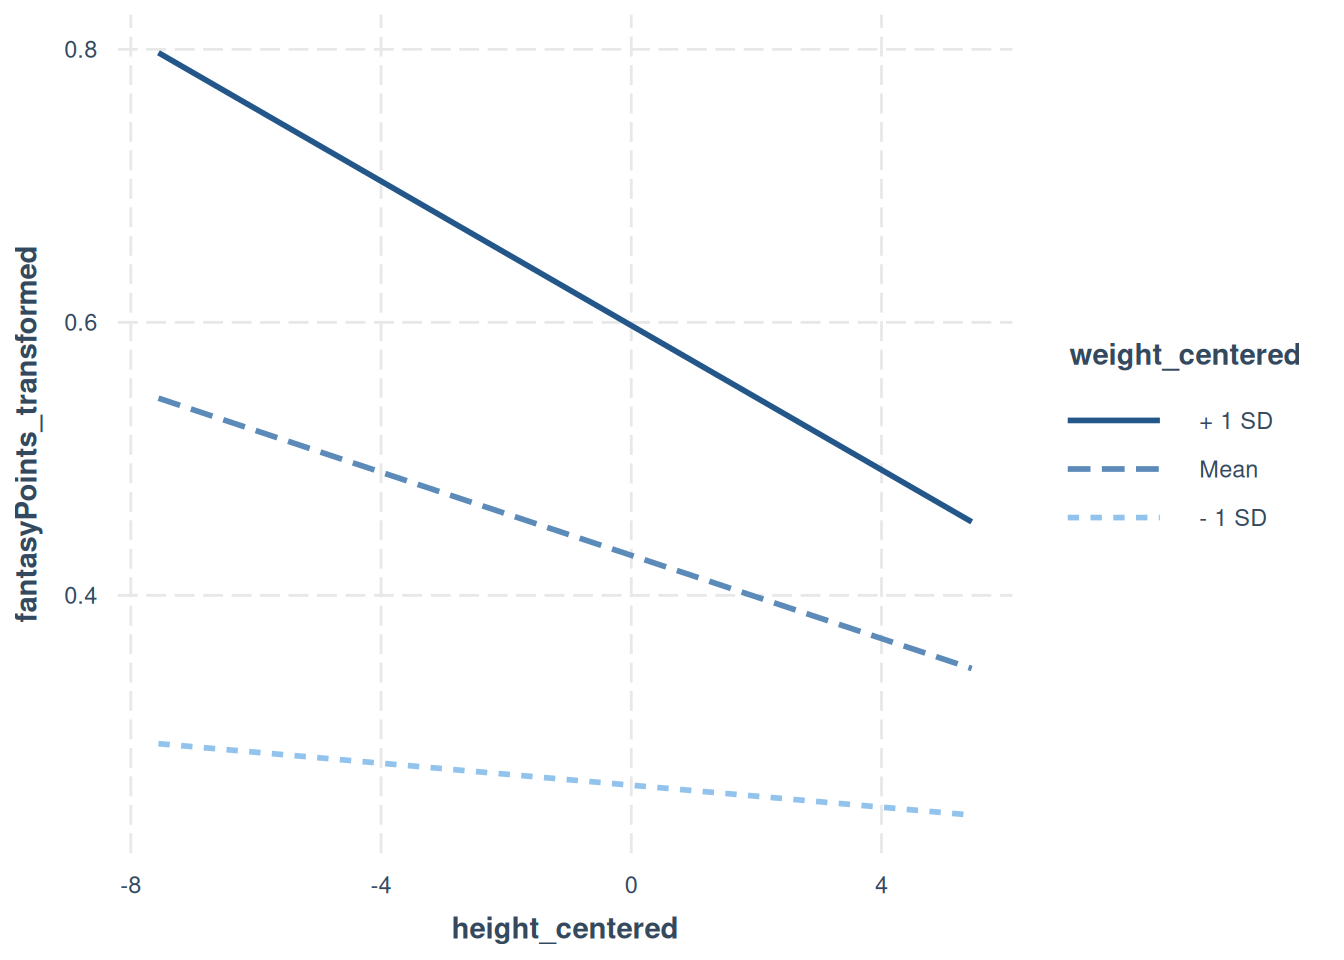 fantasyPoints_transformed
0.8
0.6
0.4
-8
-4
0
4
height_centered
weight_centered
+ 1 SD
Mean
- 1 SD